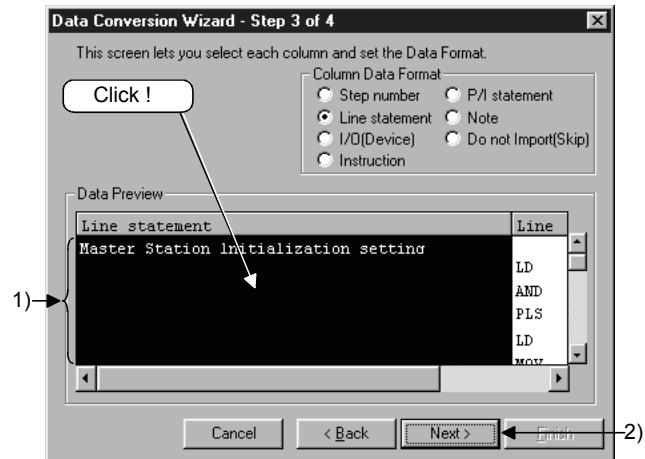 Data Conversion Wizard - Step 3 of 4
This screen lets you select each column and set the Data Format.
Click !
Column Data Format
Step number
P/I statement
Line statement
Note
I/O(Device)
Do not Import(Skip)
Instruction
Data Preview
Line statement
Line
Master Station Initialization setting
LD
AND
PLS
LD
MOV
1)
Cancel
< Back
Next >
Finish
2)